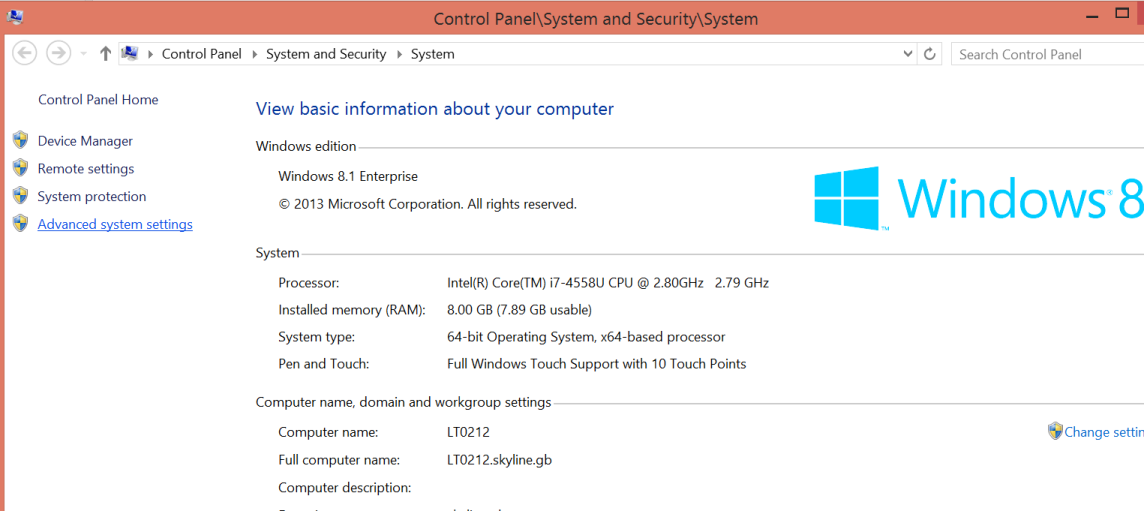 Control Panel\System and Security\System
Control Panel System and Security System
Search Control Panel
Control Panel Home
Device Manager
Remote settings
System protection
Advanced system settings
View basic information about your computer
Windows edition
Windows 8.1 Enterprise
© 2013 Microsoft Corporation. All rights reserved.
Windows® 8
TM
System
Processor: Intel(R) Core(TM) i7-4558U CPU @ 2.80GHz 2.79 GHz
Installed memory (RAM): 8.00 GB (7.89 GB usable)
System type: 64-bit Operating System, x64-based processor
Pen and Touch: Full Windows Touch Support with 10 Touch Points
Computer name, domain and workgroup settings
Computer name: LT0212
Change settin
Full computer name: LT0212.skyline.gb
Computer description: